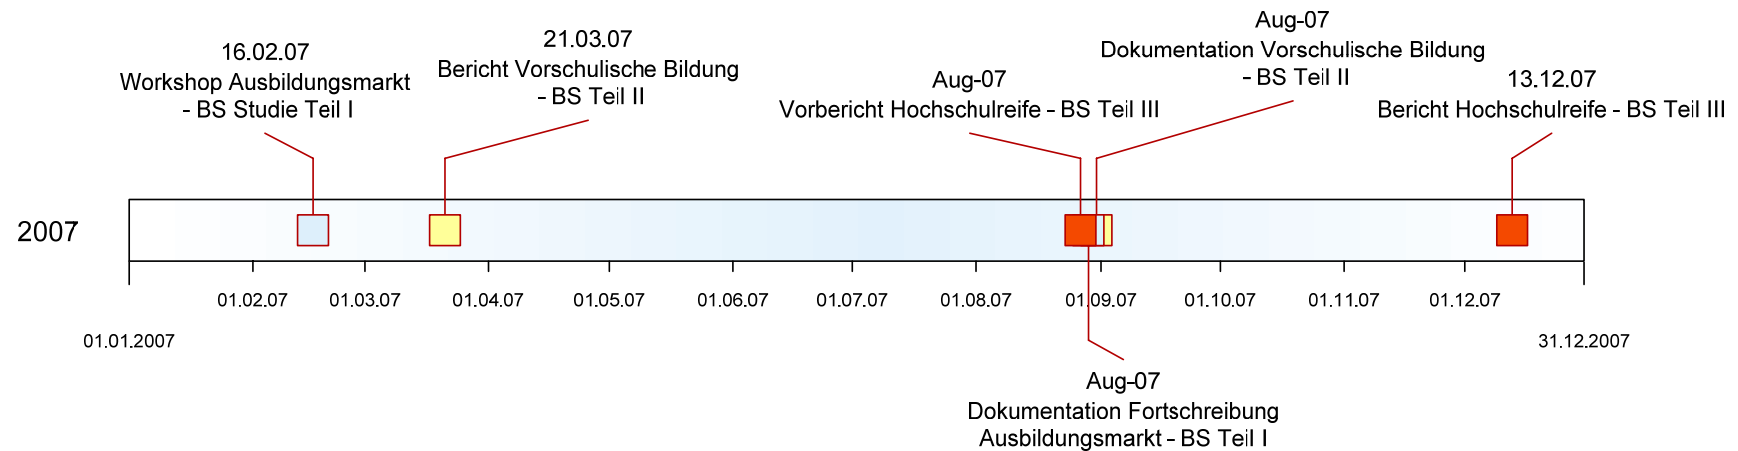 16.02.07
Workshop Ausbildungsmarkt
- BS Studie Teil I
21.03.07
Bericht Vorschulische Bildung
- BS Teil II
Aug-07
Vorbericht Hochschulreife - BS Teil III
Aug-07
Dokumentation Vorschulische Bildung
- BS Teil II
13.12.07
Bericht Hochschulreife - BS Teil III
2007
01.02.07
01.03.07
01.04.07
01.05.07
01.06.07
01.07.07
01.08.07
01.09.07
01.10.07
01.11.07
01.12.07
01.01.2007
31.12.2007
Aug-07
Dokumentation Fortschreibung
Ausbildungsmarkt - BS Teil I